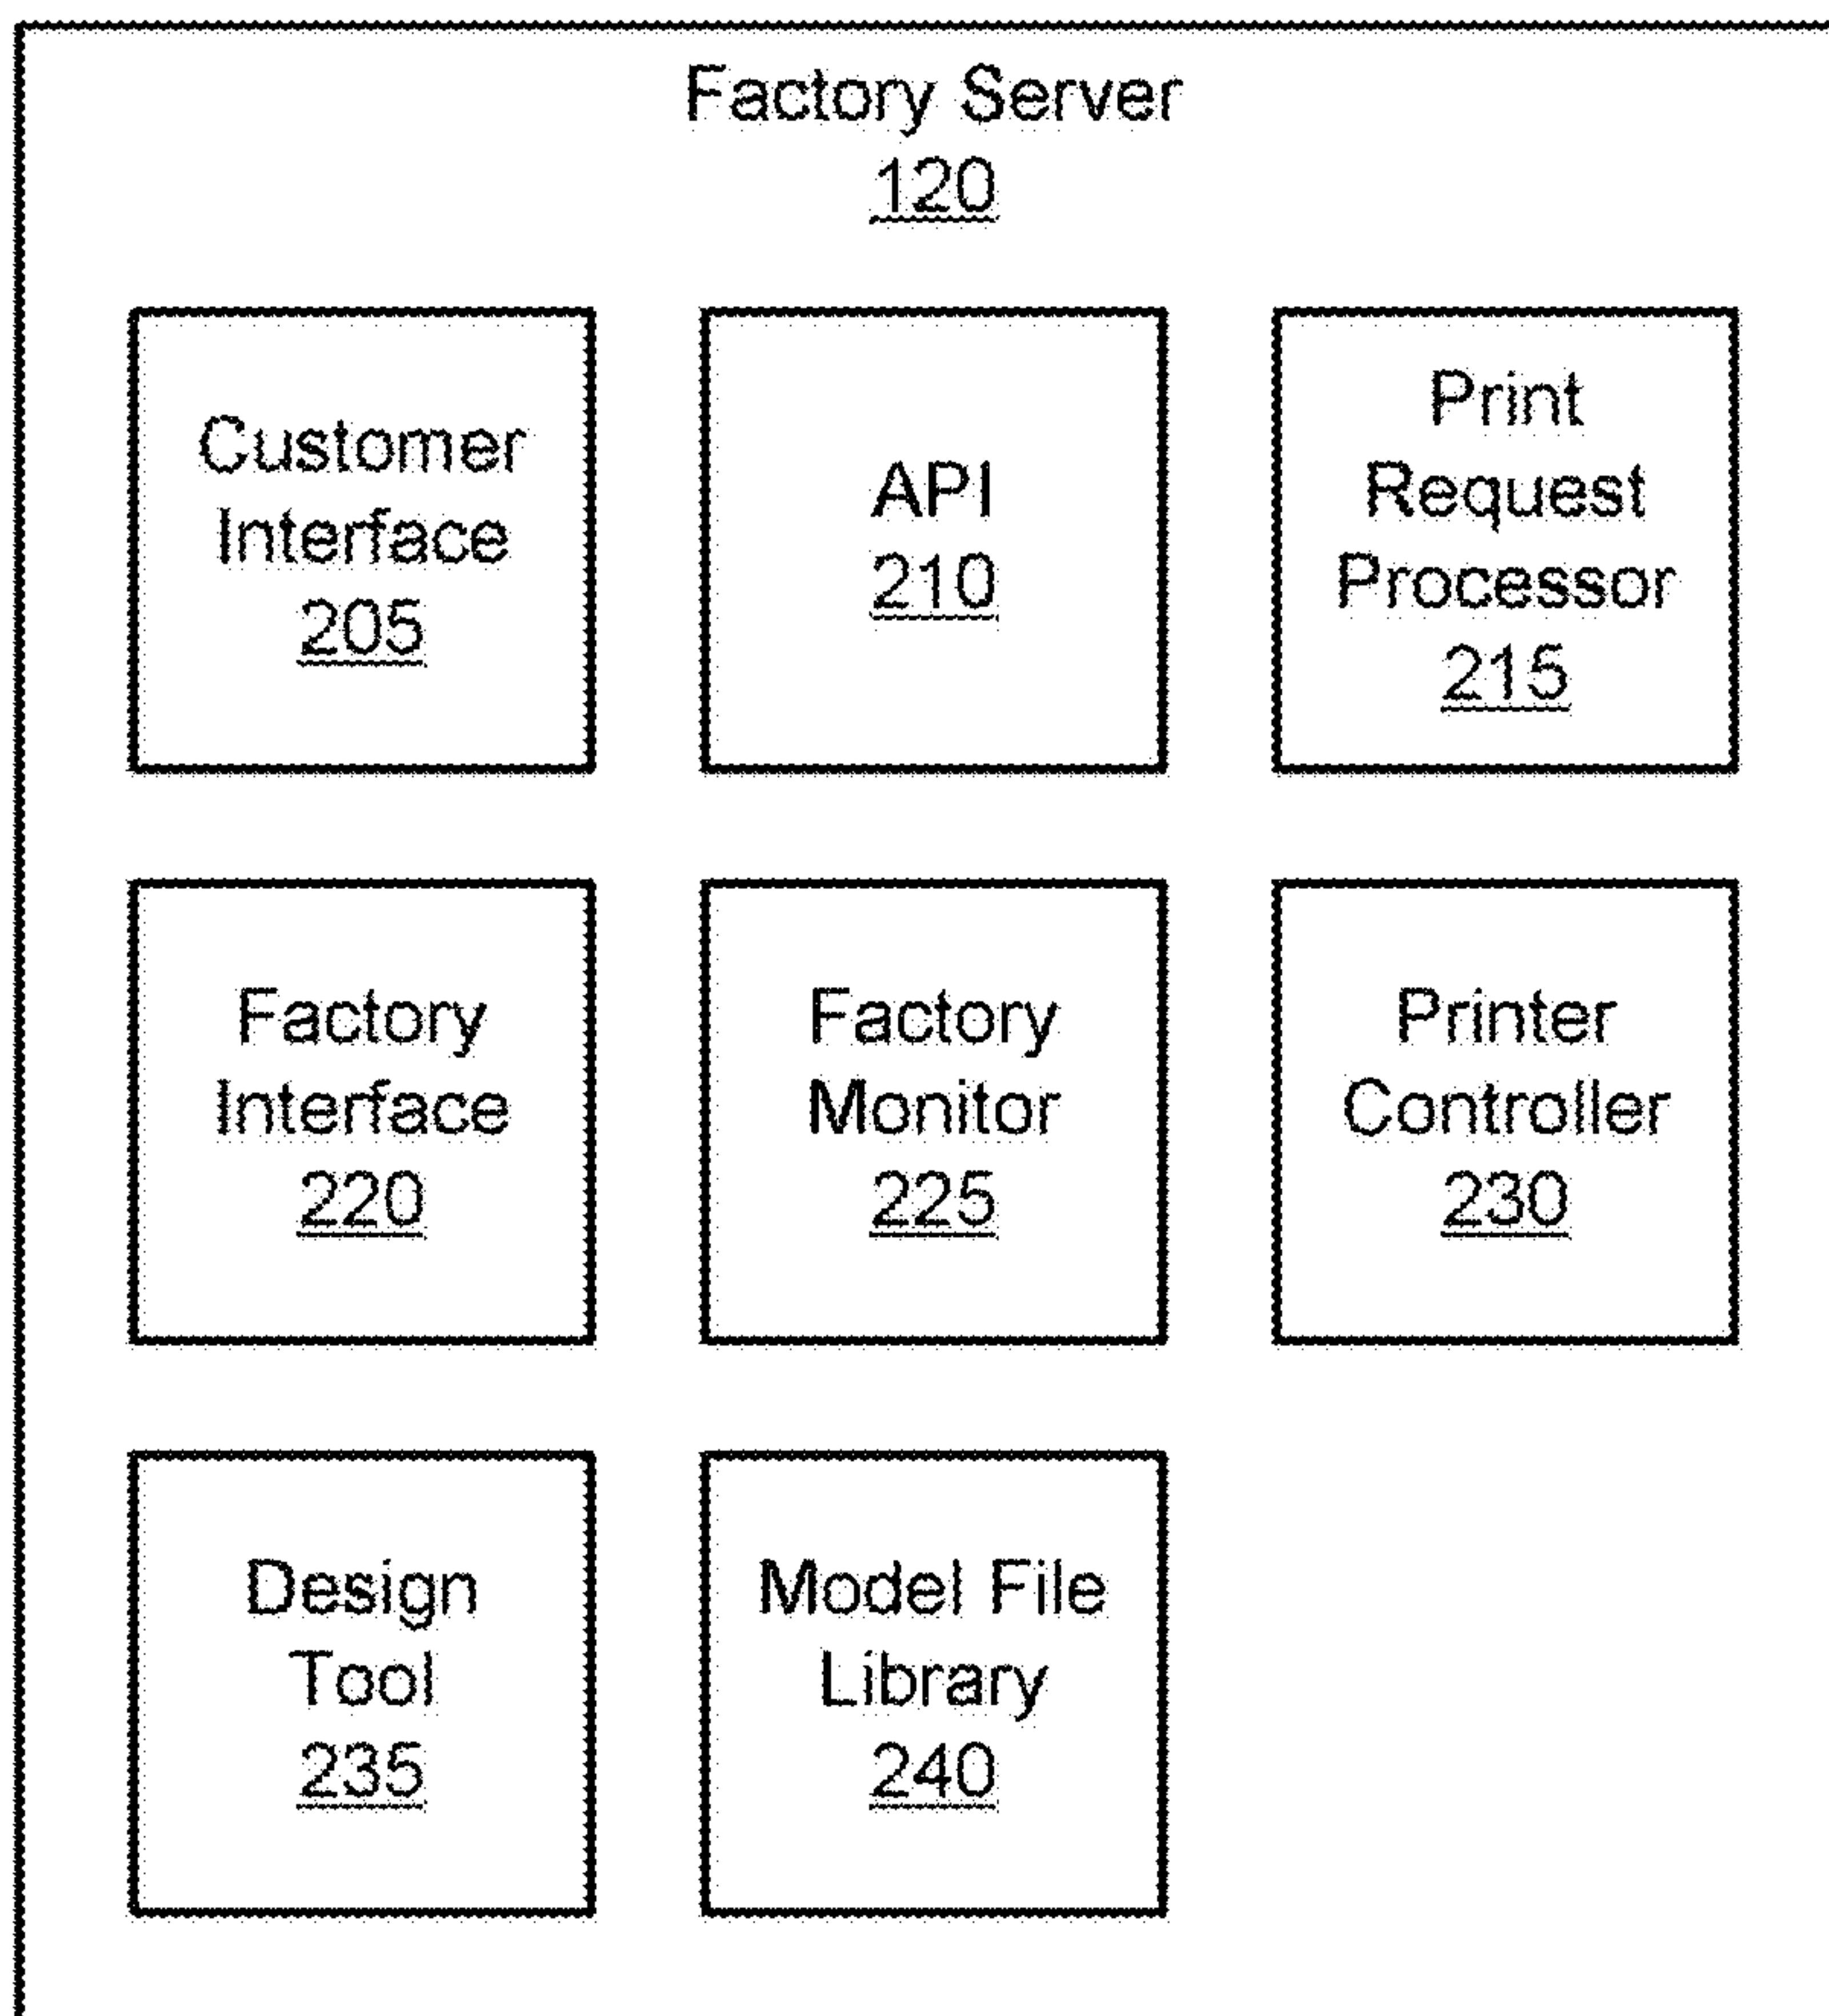 Factory Server
120
Customer
Interface
205
API
210
Print
Request
Processor
215
Factory
Interface
220
Factory
Monitor
225
Printer
Controller
230
Design
Tool
235
Model File
Library
240